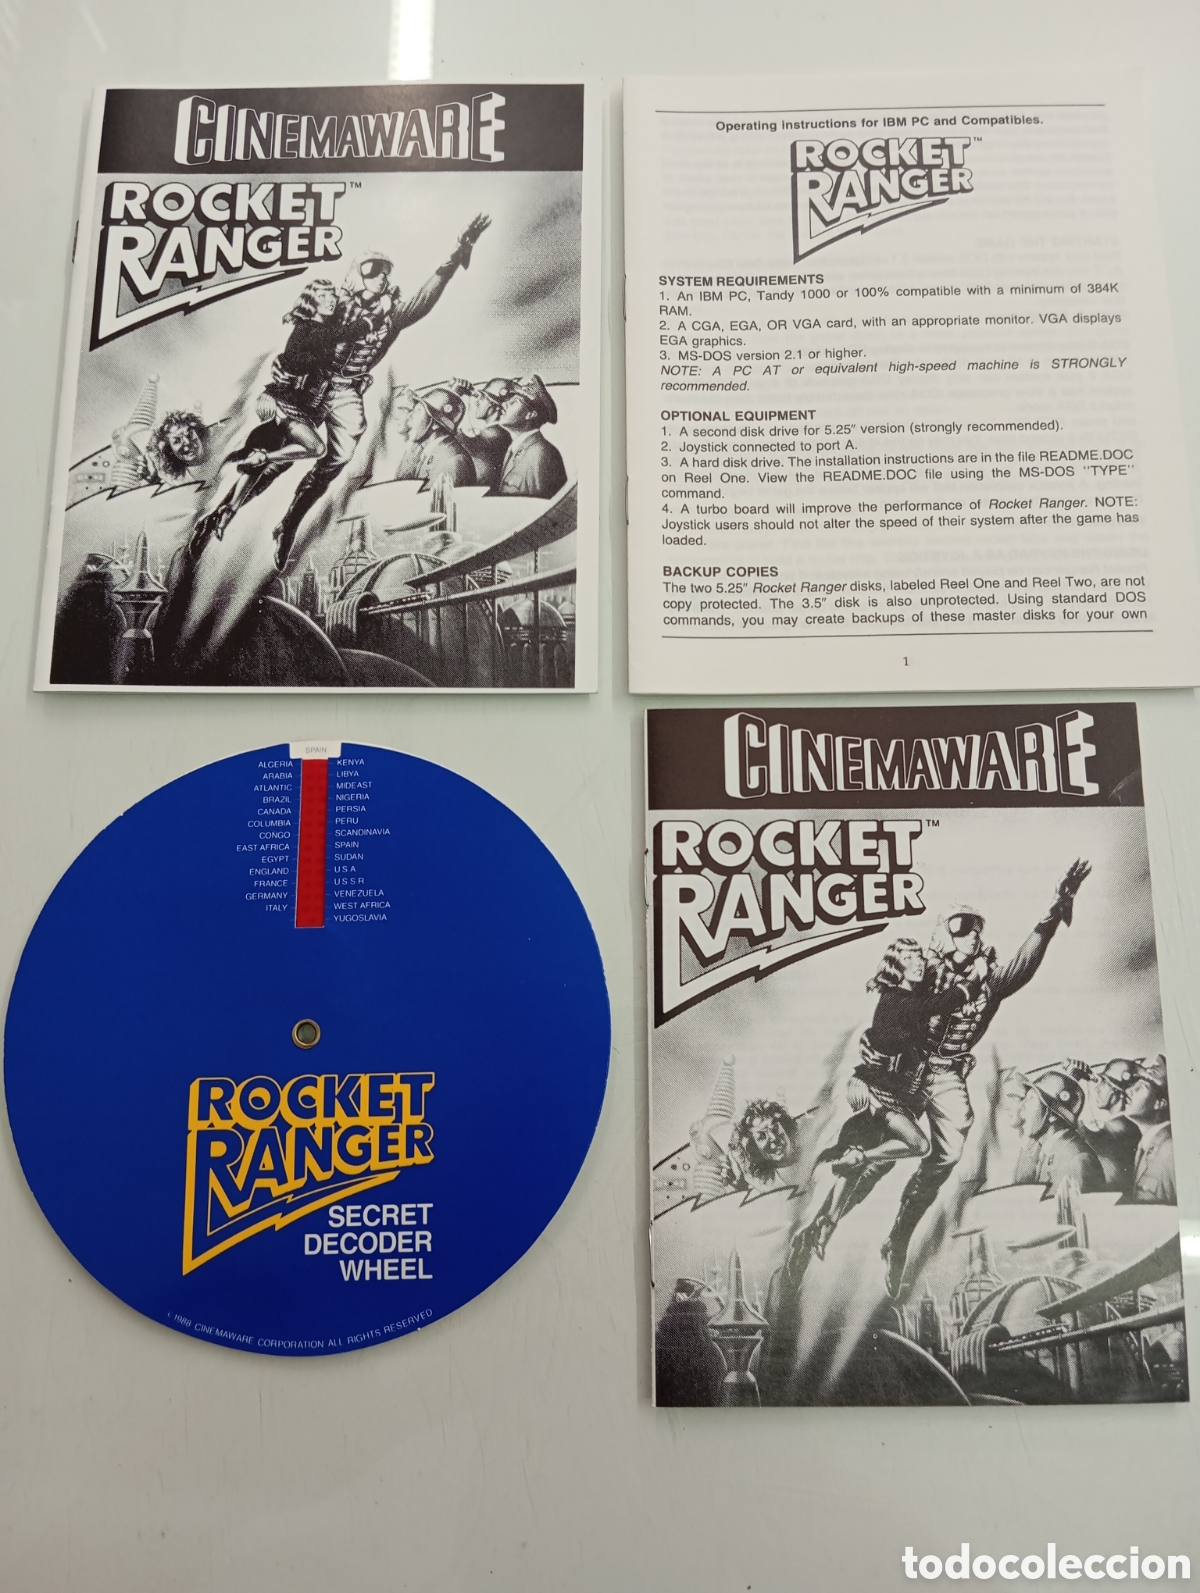 CINEMAWARE
ROCKET™
RANGER
Operating instructions for IBM PC and Compatibles.
ROCKET™
RANGER
SYSTEM REQUIREMENTS
1. An IBM PC, Tandy 1000 or 100% compatible with a minimum of 384K
RAM.
2. A CGA, EGA, OR VGA card, with an appropriate monitor. VGA displays
EGA graphics.
3. MS-DOS version 2.1 or higher.
NOTE: A PC AT or equivalent high-speed machine is STRONGLY
recommended.
OPTIONAL EQUIPMENT
1. A second disk drive for 5.25" version (strongly recommended).
2. Joystick connected to port A.
3. A hard disk drive. The installation instructions are in the file README.DOC
on Reel One. View the README.DOC file using the MS-DOS "TYPE"
command.
4. A turbo board will improve the performance of Rocket Ranger. NOTE:
Joystick users should not alter the speed of their system after the game has
loaded.
BACKUP COPIES
The two 5.25" Rocket Ranger disks, labeled Reel One and Reel Two, are not
copy protected. The 3.5" disk is also unprotected. Using standard DOS
commands, you may create backups of these master disks for your own
1
SPAIN
ALGERIA
ARABIA
ATLANTIC
BRAZIL
CANADA
COLUMBIA
CONGO
EAST AFRICA
EGYPT
ENGLAND
FRANCE
GERMANY
ITALY
KENYA
LIBYA
MIDEAST
NIGERIA
PERSIA
PERU
SCANDINAVIA
SPAIN
SUDAN
U S A
U S S R
VENEZUELA
WEST AFRICA
YUGOSLAVIA
ROCKET
RANGER
SECRET
DECODER
WHEEL
©1988 CINEMAWARE CORPORATION ALL RIGHTS RESERVED
CINEMAWARE
ROCKET™
RANGER
todocoleccion